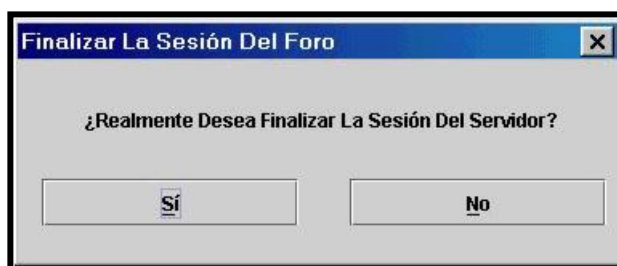 Finalizar La Sesión Del Foro
¿Realmente Desea Finalizar La Sesión Del Servidor?
Sí
No